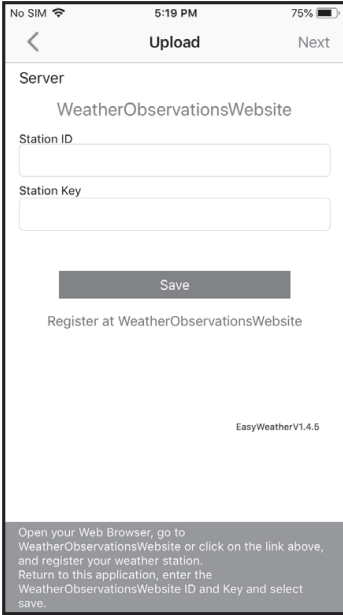 No SIM 5:19 PM 75%
Upload Next
Server
WeatherObservationsWebsite
Station ID
Station Key
Save
Register at WeatherObservationsWebsite
EasyWeatherV1.4.5
Open your Web Browser, go to
WeatherObservationsWebsite or click on the link above,
and register your weather station.
Return to this application, enter the
WeatherObservationsWebsite ID and Key and select
save.